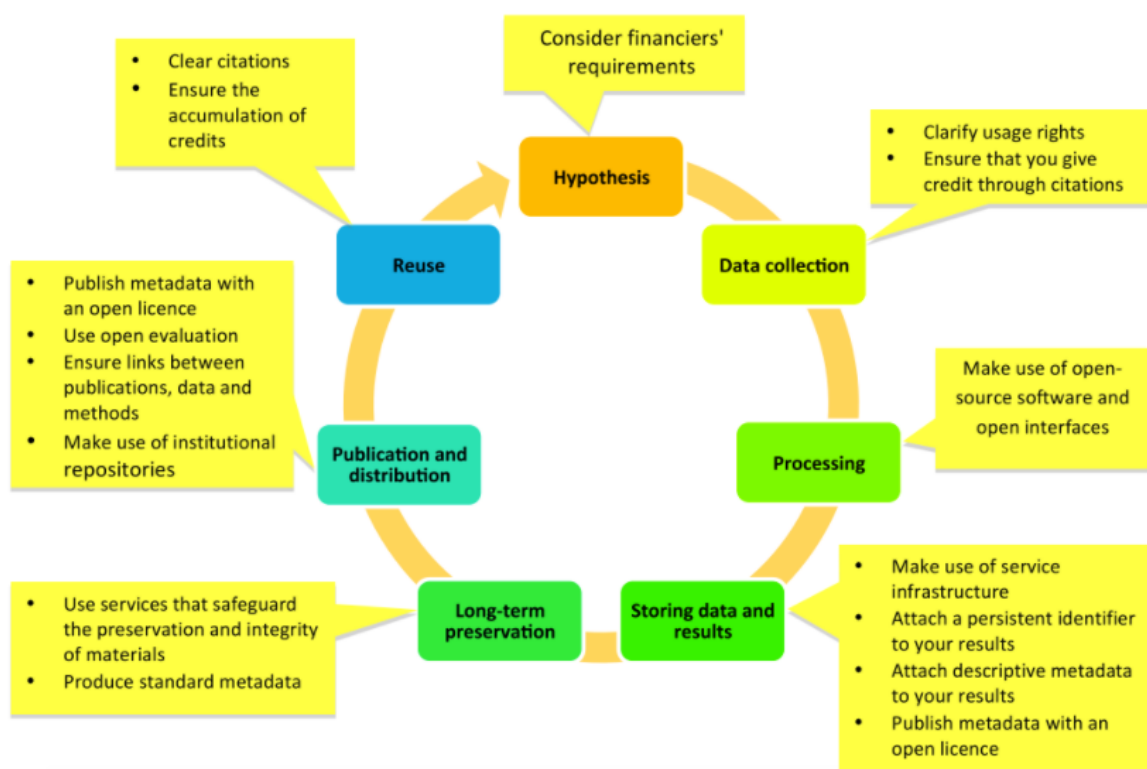 Consider financiers'
requirements
Hypothesis
• Clarify usage rights
• Ensure that you give
credit through citations
Data collection
Make use of open-
source software and
open interfaces
Processing
• Make use of service
infrastructure
• Attach a persistent identifier
to your results
• Attach descriptive metadata
to your results
• Publish metadata with an
open licence
Storing data and
results
• Use services that safeguard
the preservation and integrity
of materials
• Produce standard metadata
Long-term
preservation
• Publish metadata with
an open licence
• Use open evaluation
• Ensure links between
publications, data and
methods
• Make use of institutional
repositories
Publication and
distribution
• Clear citations
• Ensure the
accumulation of
credits
Reuse